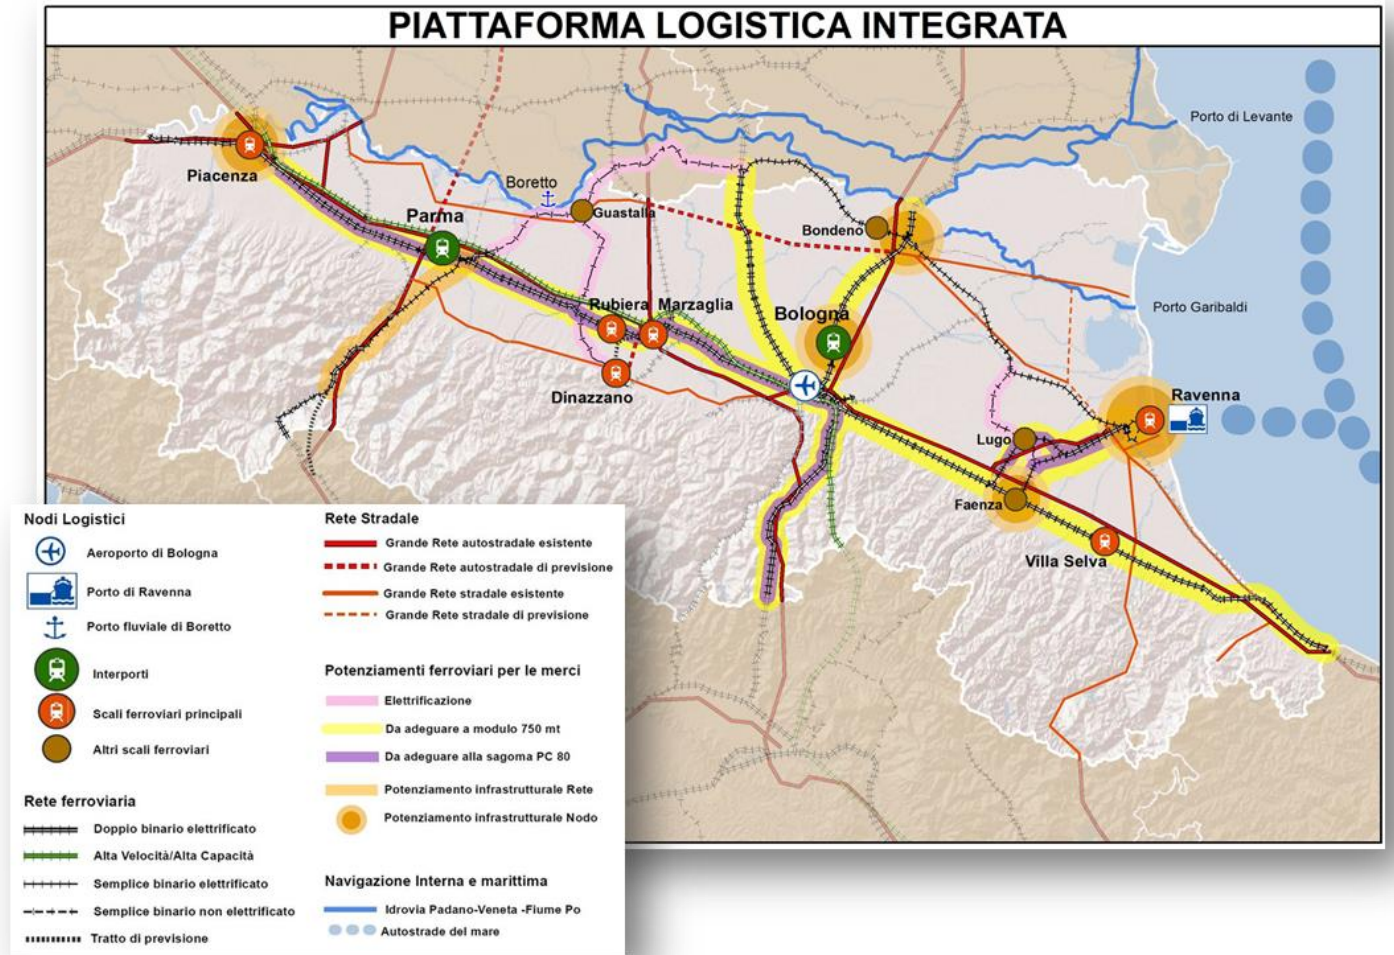 PIATTAFORMA LOGISTICA INTEGRATA
Porto di Levante
Piacenza
Boretto
Guastalla
Parma
Bondeno
Rubiera Marzaglia
Bologna
Porto Garibaldi
Dinazzano
Ravenna
Lugo
Faenza
Villa Selva
Nodi Logistici
Aeroporto di Bologna
Porto di Ravenna
Porto fluviale di Boretto
Interporti
Scali ferroviari principali
Altri scali ferroviari
Rete ferroviaria
Doppio binario elettrificato
Alta Velocità/Alta Capacità
Semplice binario elettrificato
Semplice binario non elettrificato
Tratto di previsione
Rete Stradale
Grande Rete autostradale esistente
Grande Rete autostradale di previsione
Grande Rete stradale esistente
Grande Rete stradale di previsione
Potenziamenti ferroviari per le merci
Elettrificazione
Da adeguare a modulo 750 mt
Da adeguare alla sagoma PC 80
Potenziamento infrastrutturale Rete
Potenziamento infrastrutturale Nodo
Navigazione Interna e marittima
Idrovia Padano-Veneta -Fiume Po
Autostrade del mare